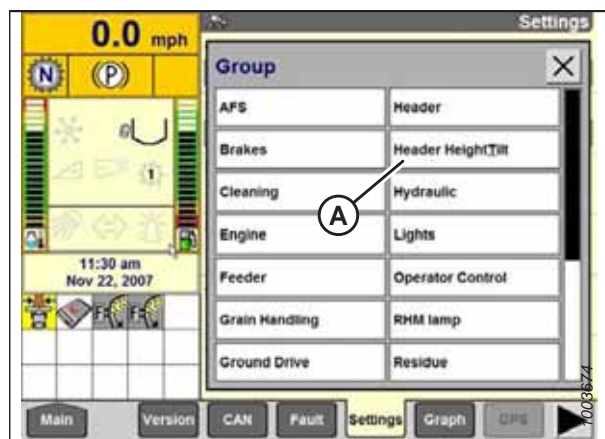 Settings
0.0 mph
N
P
1
11:30 am
Nov 22, 2007
F
F
Group
AFS
Header
Brakes
Header Height/Tilt
Cleaning
Hydraulic
A
Engine
Lights
Feeder
Operator Control
Grain Handling
RHM lamp
Ground Drive
Residue
Main
Version
CAN
Fault
Settings
Graph
GPS
1003674